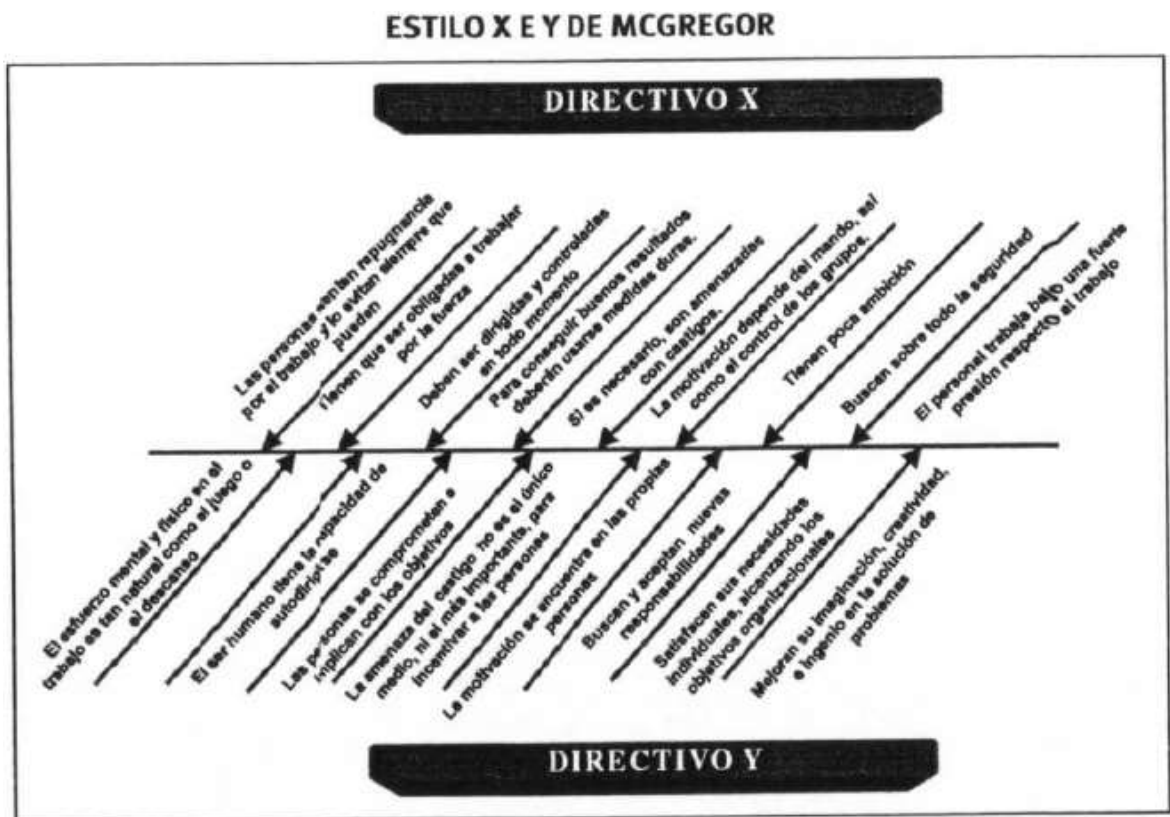 ESTILO X E Y DE MCGREGOR
DIRECTIVO X
Las personas sentían repugnancia
por el trabajo y lo evitan siempre que
puedan
Tienen que ser obligadas a trabajar
por la fuerza
Deben ser dirigidas y controladas
en todo momento
Para conseguir buenos resultados
deberán usarse medidas duras.
Si es necesario, son amenazadas
con castigos.
La motivación depende del mando, así
como el control de los grupos.
Tienen poca ambición
Buscan sobre todo la seguridad
El personal trabaja bajo una fuerte
presión respecto al trabajo
El esfuerzo mental y físico en el
trabajo es tan natural como el juego o
el descanso
El ser humano tiene la capacidad de
autodirigirse
Las personas se comprometen e
implican con los objetivos
La amenaza del castigo no es el único
medio, ni el más importante, para
incentivar a las personas
La motivación se encuentra en las propias
personas
Buscan y aceptan nuevas
responsabilidades
Satisfacen sus necesidades
individuales, alcanzando los
objetivos organizacionales
Mejoran su imaginación, creatividad,
e ingenio en la solución de
problemas
DIRECTIVO Y